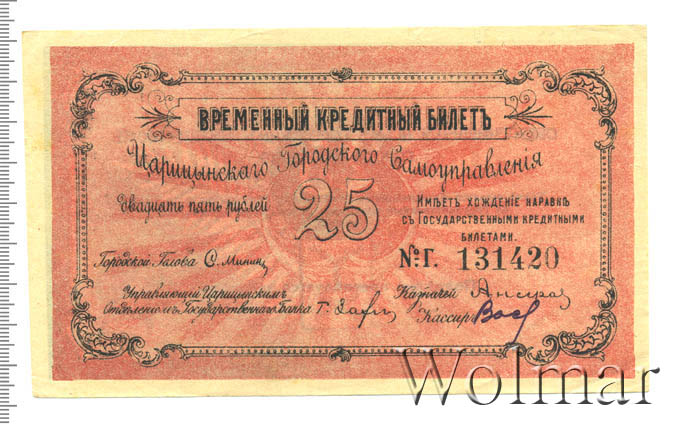 ВРЕМЕННЫЙ КРЕДИТНЫЙ БИЛЕТЪ
Царицынскаго Городского Самоуправленія
Двадцать пять рублей
25
Имѣетъ хожденіе наравнѣ
съ Государственными кредитными
билетами.
Городской Голова С. Минин
№ Г. 131420
Управляющій Царицынскимъ
Отдѣленіемъ Государственнаго Банка
Казначей
Кассиръ
Wolmar